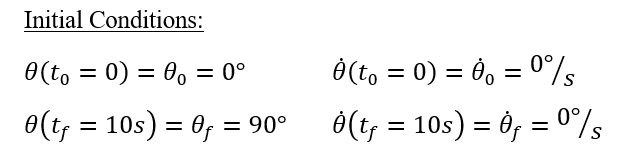 Initial Conditions:
θ(t₀ = 0) = θ₀ = 0° θ̇(t₀ = 0) = θ̇₀ = 0°/s
θ(t_f = 10s) = θ_f = 90° θ̇(t_f = 10s) = θ̇_f = 0°/s